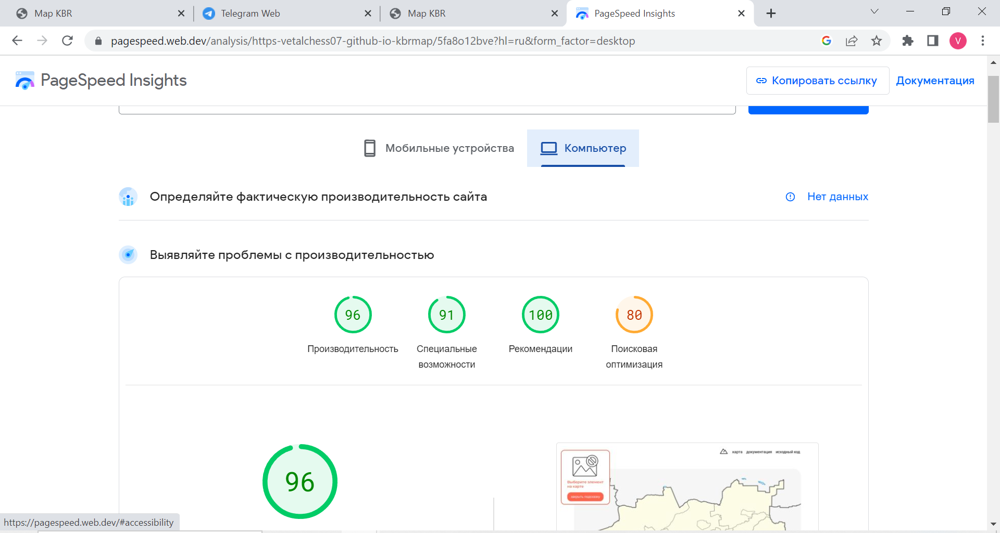 Map KBR
Telegram Web
Map KBR
PageSpeed Insights
pagespeed.web.dev/analysis/https-vetalchess07-github-io-kbrmap/5fa8o12bve?hl=ru&form_factor=desktop
V
PageSpeed Insights
Копировать ссылку
Документация
Мобильные устройства
Компьютер
Определяйте фактическую производительность сайта
Нет данных
Выявляйте проблемы с производительностью
96
91
100
80
Производительность
Специальные
возможности
Рекомендации
Поисковая
оптимизация
96
карта документация исходный код
Выберите элемент
на карте
закрыть подсказку
https://pagespeed.web.dev/#accessibility